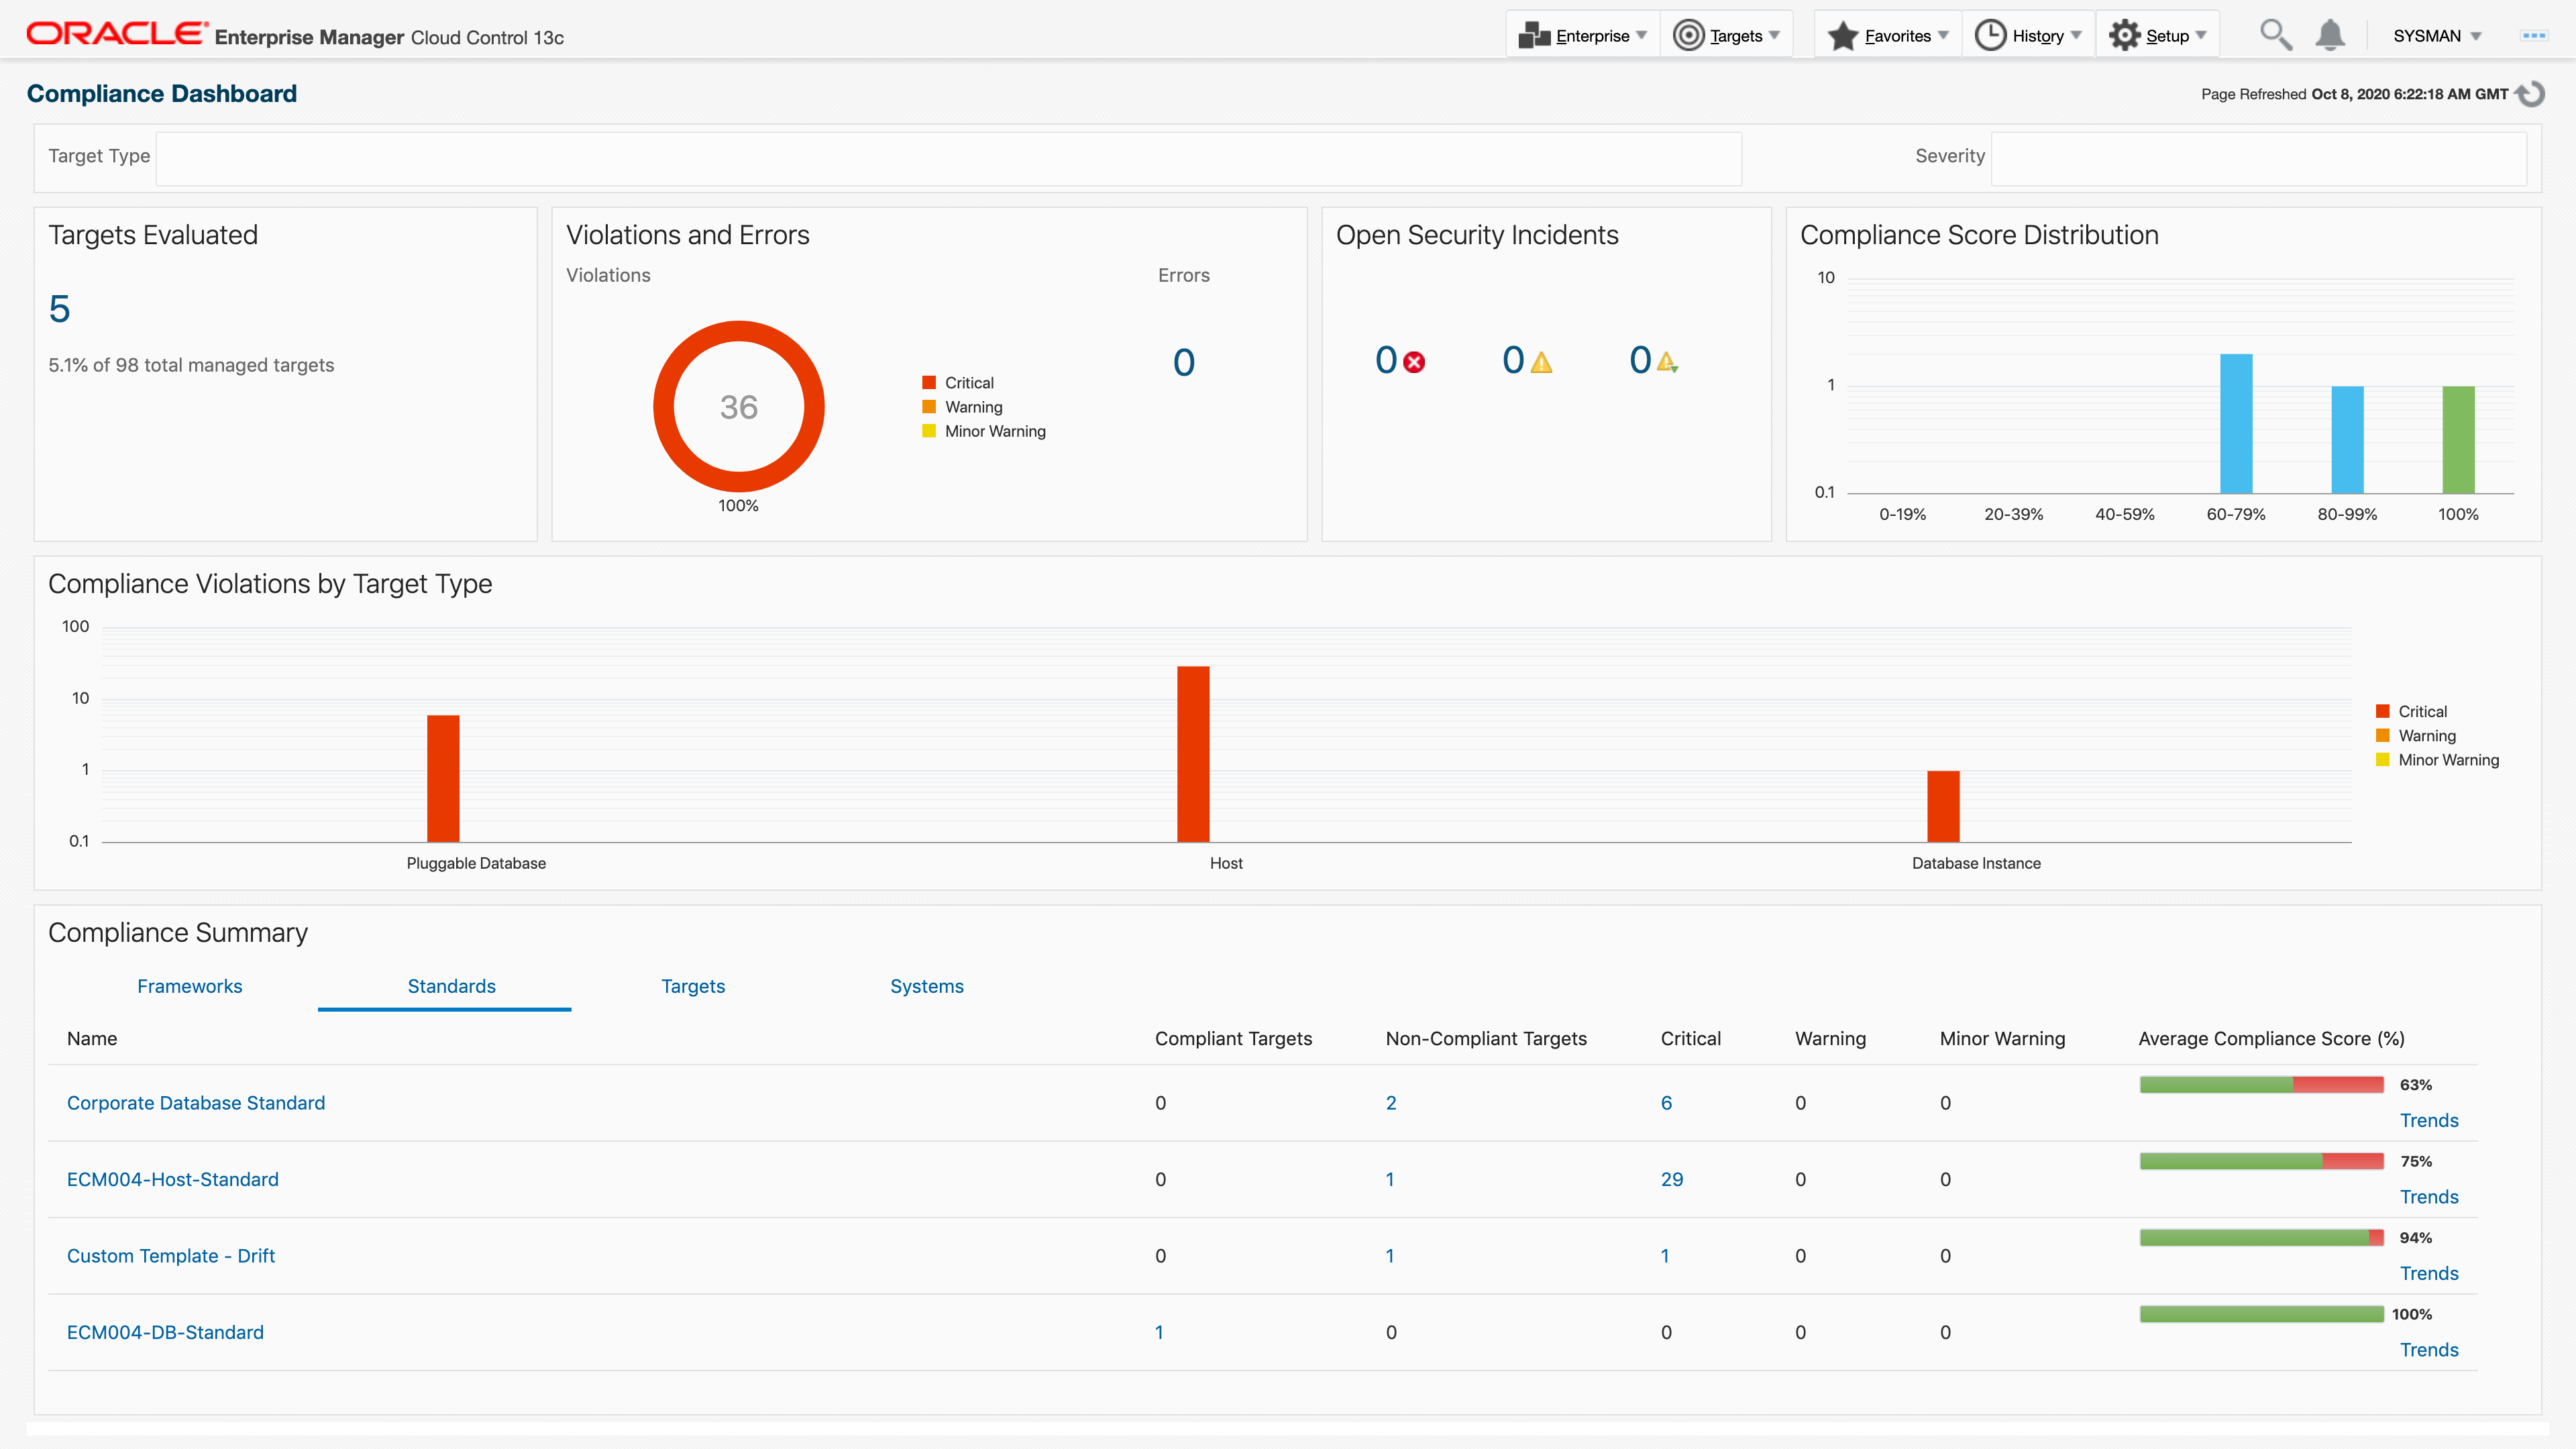 ORACLE Enterprise Manager Cloud Control 13c
Enterprise Targets Favorites History Setup SYSMAN
Compliance Dashboard
Page Refreshed Oct 8, 2020 6:22:18 AM GMT
Target Type Severity
Targets Evaluated
5
5.1% of 98 total managed targets
Violations and Errors
Violations Errors
36
100%
Critical
Warning
Minor Warning
0
Open Security Incidents
0 0 0
Compliance Score Distribution
10
1
0.1
0-19% 20-39% 40-59% 60-79% 80-99% 100%
Compliance Violations by Target Type
100
10
1
0.1
Pluggable Database Host Database Instance
Critical
Warning
Minor Warning
Compliance Summary
Frameworks Standards Targets Systems
Name Compliant Targets Non-Compliant Targets Critical Warning Minor Warning Average Compliance Score (%)
Corporate Database Standard 0 2 6 0 0 63%
Trends
ECM004-Host-Standard 0 1 29 0 0 75%
Trends
Custom Template - Drift 0 1 1 0 0 94%
Trends
ECM004-DB-Standard 1 0 0 0 0 100%
Trends